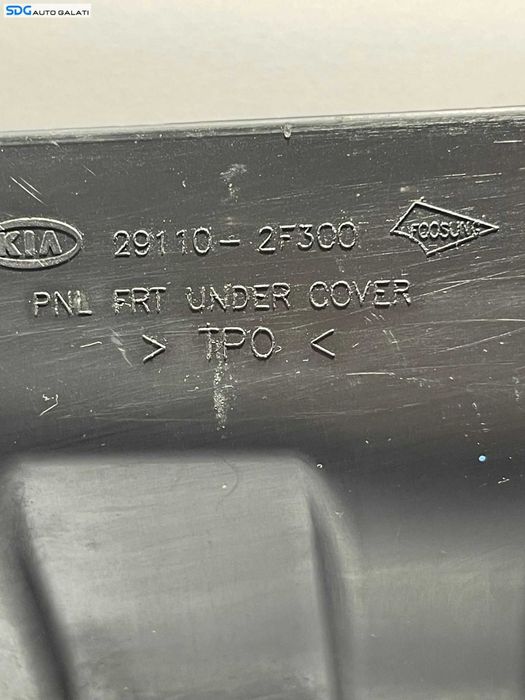 SDG AUTO GALATI
KIA 29110-2F300
PNL FRT UNDER COVER
> TPO <